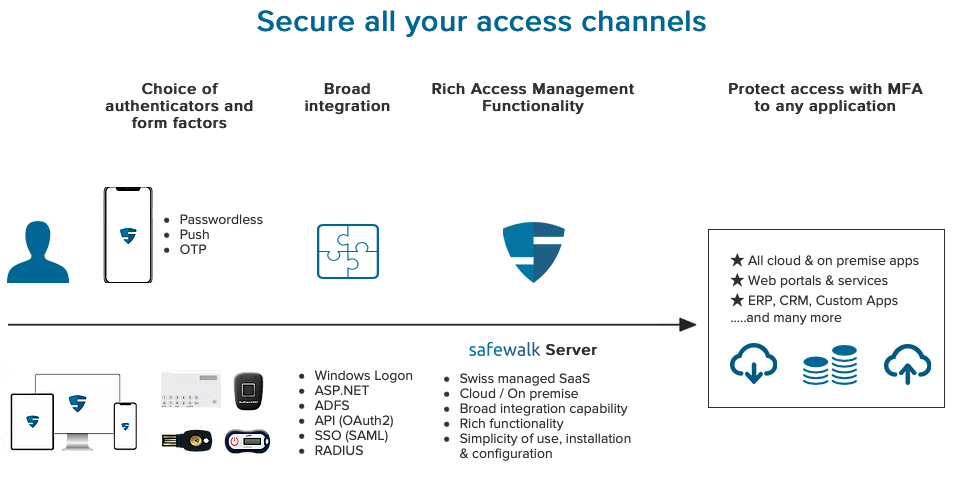 Secure all your access channels
Choice of
authenticators and
form factors
Broad
integration
Rich Access Management
Functionality
Protect access with MFA
to any application
Passwordless
Push
OTP
★ All cloud & on premise apps
★ Web portals & services
★ ERP, CRM, Custom Apps
.....and many more
safewalk Server
Windows Logon
ASP.NET
ADFS
API (OAuth2)
SSO (SAML)
RADIUS
Swiss managed SaaS
Cloud / On premise
Broad integration capability
Rich functionality
Simplicity of use, installation
& configuration